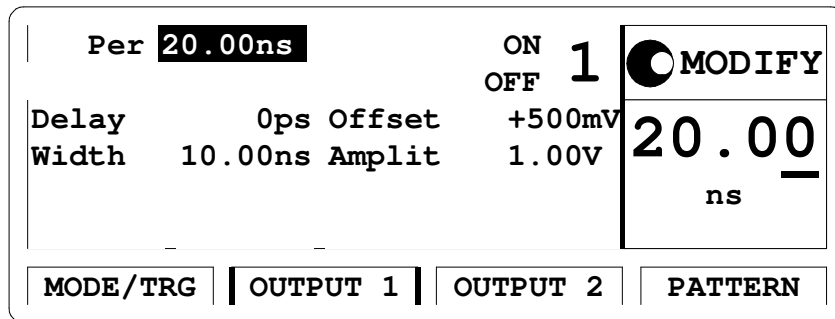 Per 20.00ns
ON
OFF
1
MODIFY
Delay 0ps Offset +500mV
Width 10.00ns Amplit 1.00V
20.00
ns
MODE/TRG OUTPUT 1 OUTPUT 2 PATTERN